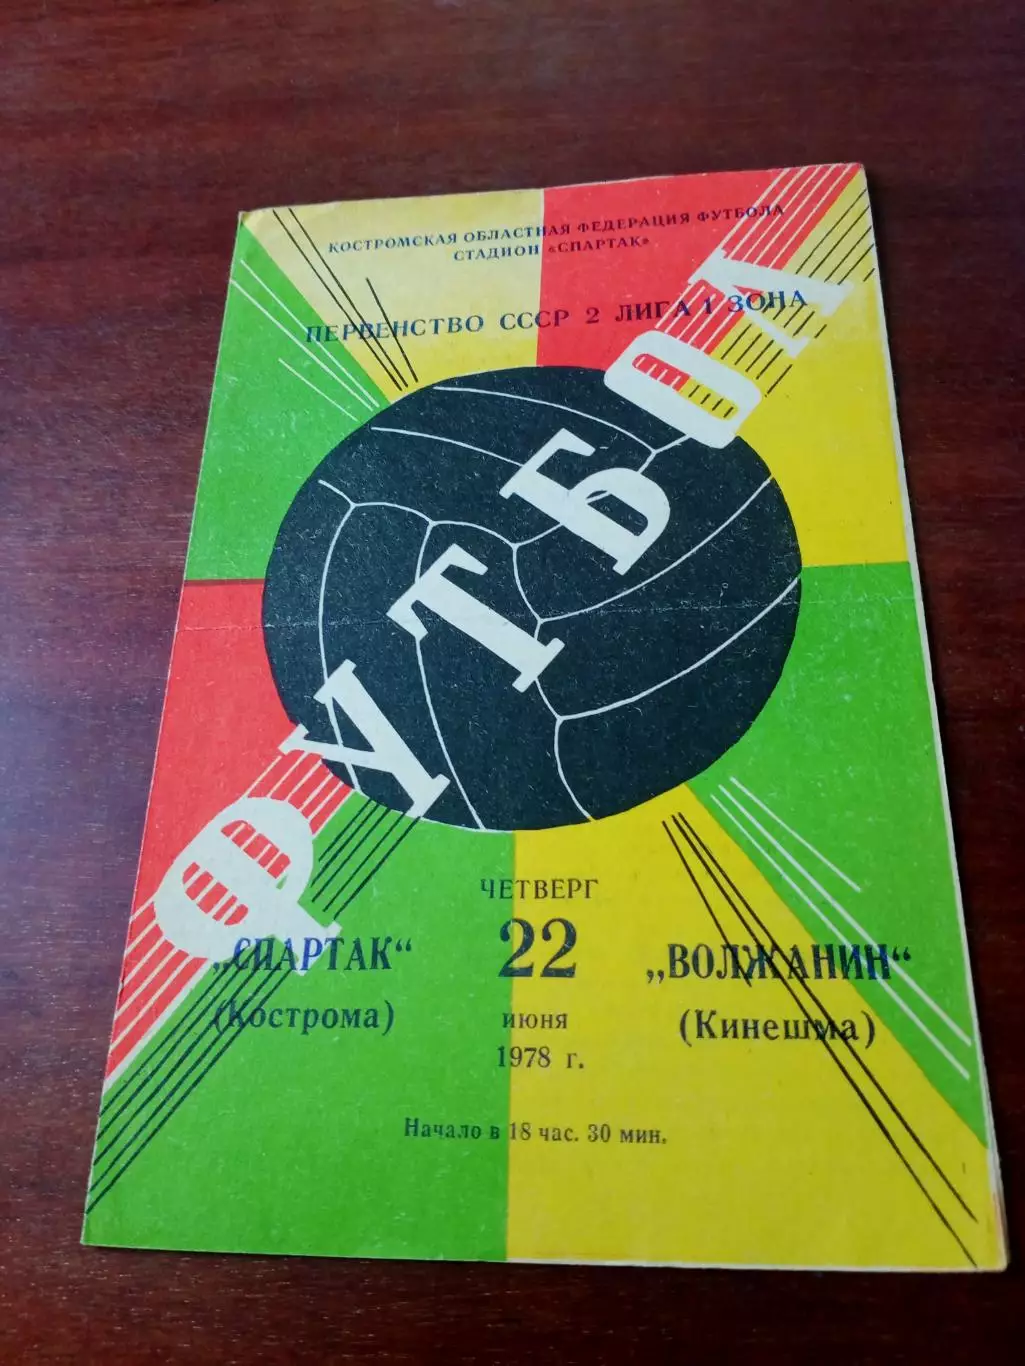 КОСТРОМСКАЯ ОБЛАСТНАЯ ФЕДЕРАЦИЯ ФУТБОЛА
СТАДИОН «СПАРТАК»
ПЕРВЕНСТВО СССР 2 ЛИГА 1 ЗОНА
ФУТБОЛ
ЧЕТВЕРГ
22
июня
1978 г.
„СПАРТАК“
(Кострома)
„ВОЛЖАНИН“
(Кинешма)
Начало в 18 час. 30 мин.